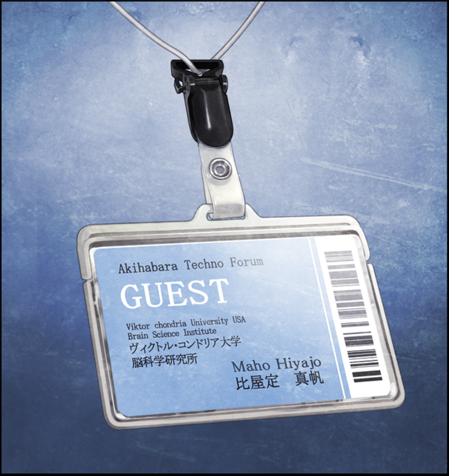 Akihabara Techno Forum
GUEST
Viktor chondria University USA
Brain Science Institute
ヴィクトル・コンドリア大学
脳科学研究所
Maho Hiyajo
比屋定 真帆